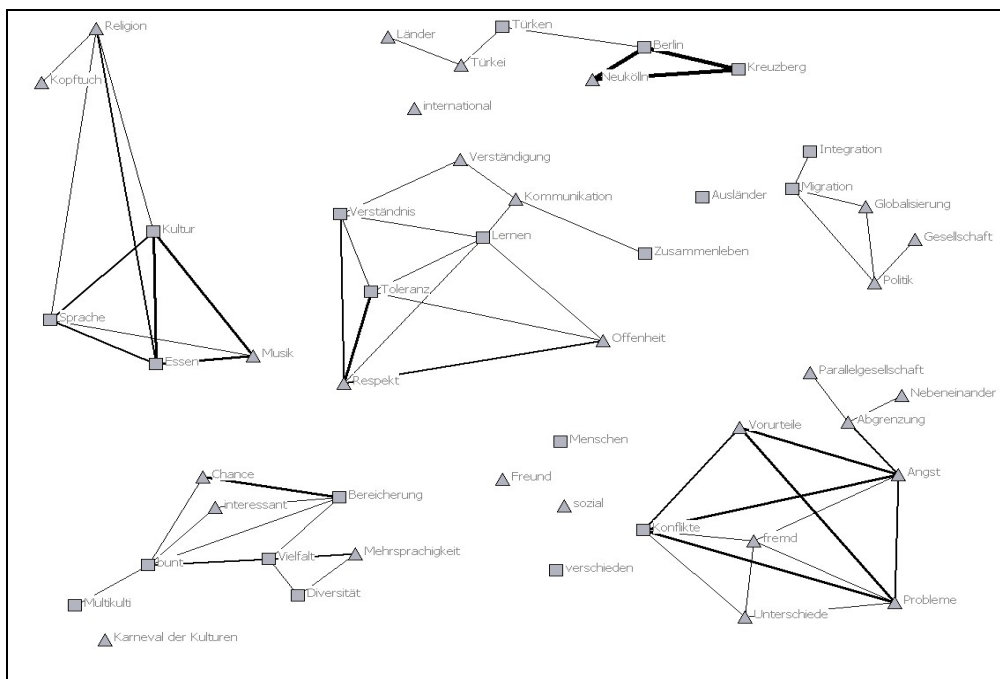 Religion
Kopftuch
Kultur
Sprache
Essen
Musik
Länder
Türken
Türkei
Berlin
Neukölln
Kreuzberg
international
Verständigung
Kommunikation
Verständnis
Lernen
Zusammenleben
Toleranz
Offenheit
Respekt
Ausländer
Integration
Migration
Globalisierung
Gesellschaft
Politik
Parallelgesellschaft
Nebeneinander
Abgrenzung
Vorurteile
Angst
Konflikte
fremd
Unterschiede
Probleme
Menschen
Freund
sozial
verschieden
Chance
Bereicherung
interessant
bunt
Vielfalt
Mehrsprachigkeit
Diversität
Multikulti
Karneval der Kulturen